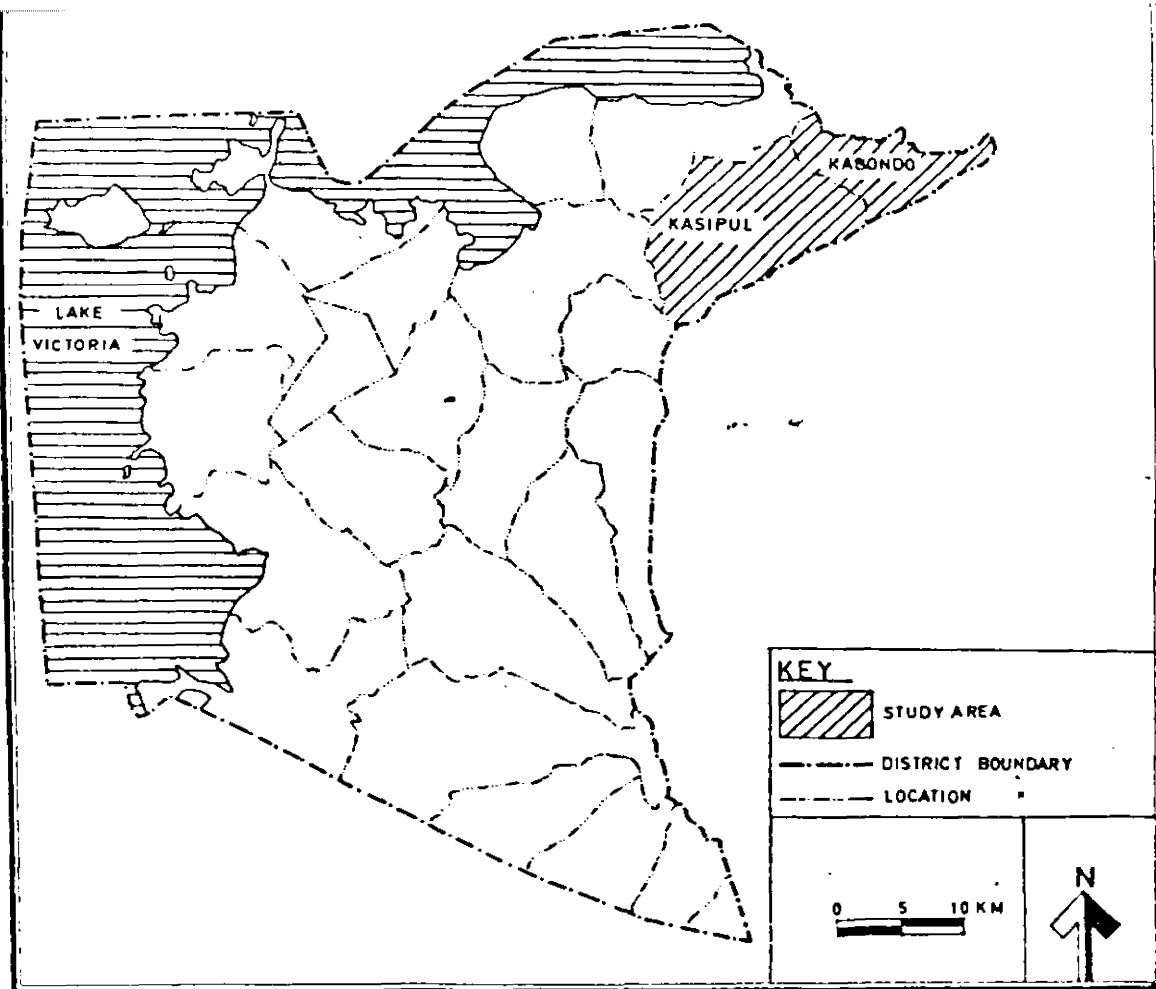 KABONDO
KASIPUL
LAKE
VICTORIA
KEY
STUDY AREA
DISTRICT BOUNDARY
LOCATION
0 5 10 KM
N